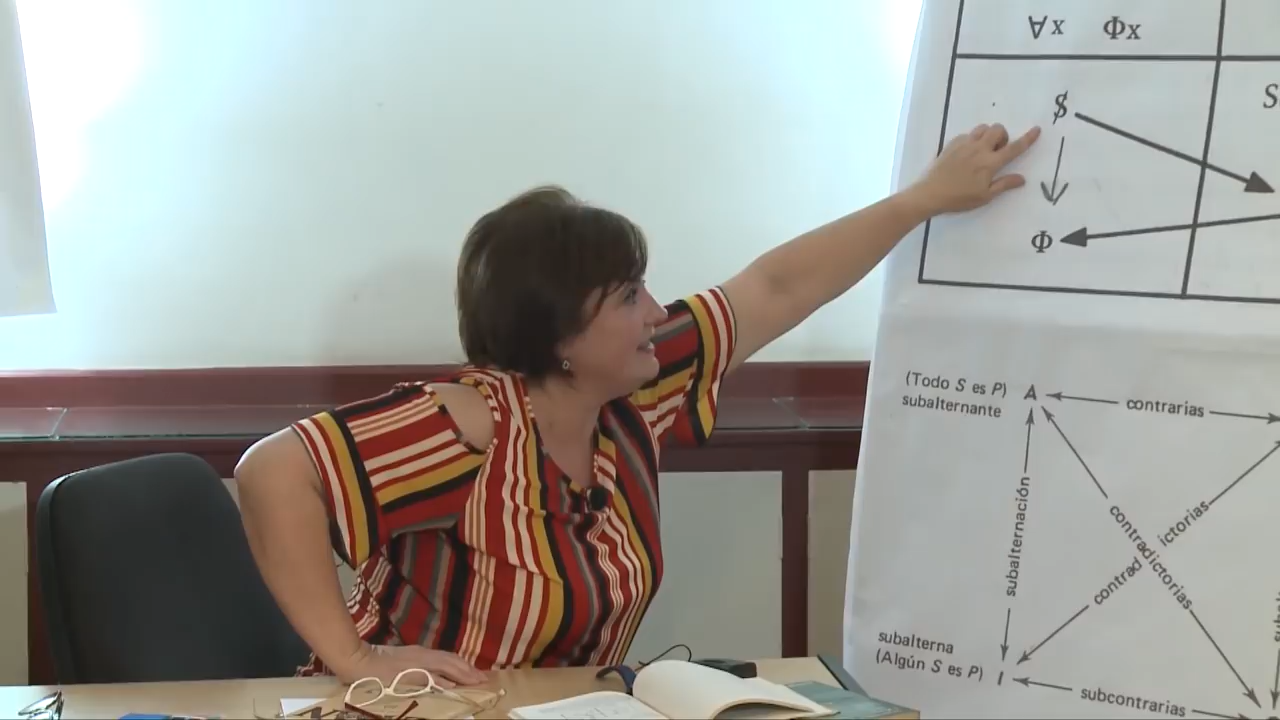 ∀x Φx
$
S
Φ
(Todo S es P) A contrarias
subalternante
subalternación
contradictorias
contradictorias
subalterna
(Algún S es P) I
subcontrarias